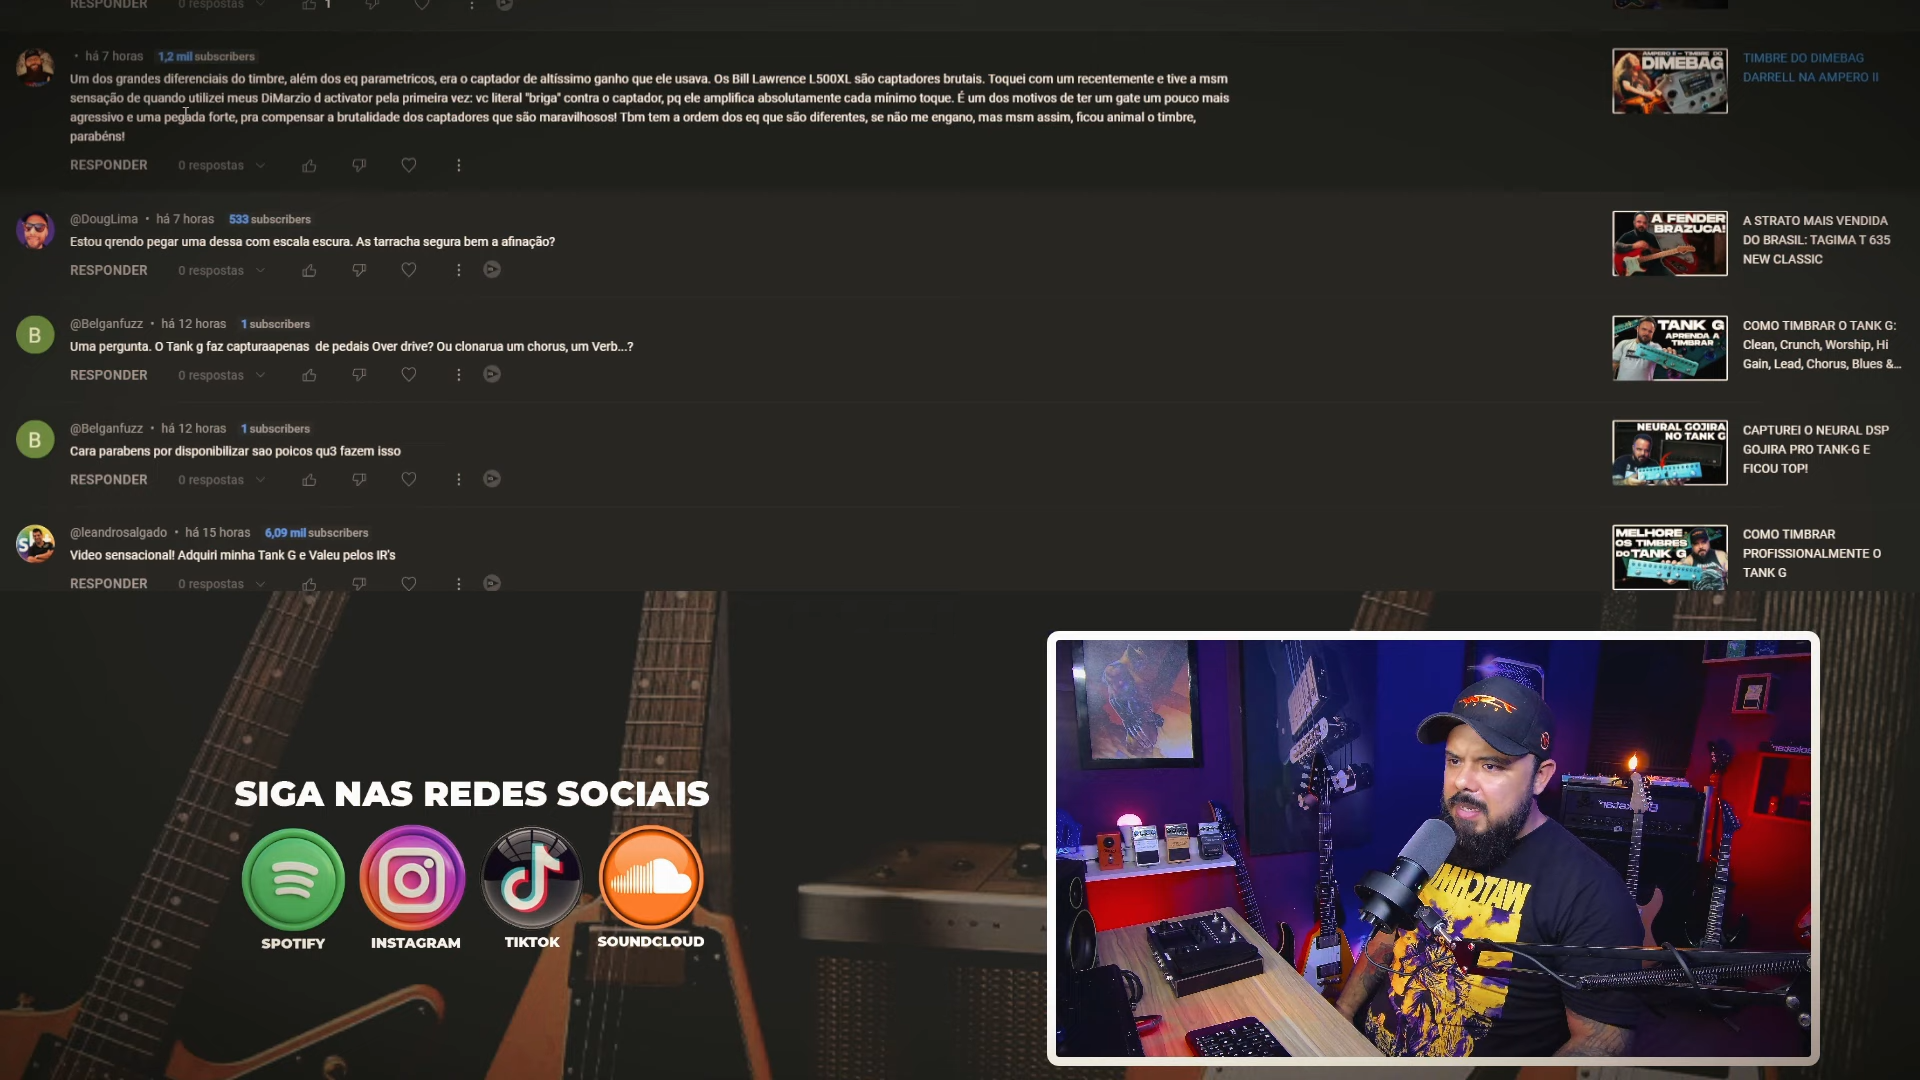 RESPONDER 0 respostas 1
• há 7 horas 1,2 mil subscribers
Um dos grandes diferenciais do timbre, além dos eq parametricos, era o captador de altíssimo ganho que ele usava. Os Bill Lawrence L500XL são captadores brutais. Toquei com um recentemente e tive a msm
sensação de quando utilizei meus DiMarzio d activator pela primeira vez: vc literal "briga" contra o captador, pq ele amplifica absolutamente cada mínimo toque. É um dos motivos de ter um gate um pouco mais
agressivo e uma pegada forte, pra compensar a brutalidade dos captadores que são maravilhosos! Tbm tem a ordem dos eq que são diferentes, se não me engano, mas msm assim, ficou animal o timbre,
parabéns!
RESPONDER 0 respostas
DIMEBAG
TIMBRE DO DIMEBAG
DARRELL NA AMPERO II
@DougLima • há 7 horas 533 subscribers
Estou qrendo pegar uma dessa com escala escura. As tarracha segura bem a afinação?
RESPONDER 0 respostas
A FENDER
BRAZUCA!
A STRATO MAIS VENDIDA
DO BRASIL: TAGIMA T 635
NEW CLASSIC
B
@Belganfuzz • há 12 horas 1 subscribers
Uma pergunta. O Tank g faz capturaapenas de pedais Over drive? Ou clonarua um chorus, um Verb...?
RESPONDER 0 respostas
TANK G
APRENDA A
TIMBRAR
COMO TIMBRAR O TANK G:
Clean, Crunch, Worship, Hi
Gain, Lead, Chorus, Blues &...
B
@Belganfuzz • há 12 horas 1 subscribers
Cara parabens por disponibilizar sao poicos qu3 fazem isso
RESPONDER 0 respostas
NEURAL GOJIRA
NO TANK G
CAPTUREI O NEURAL DSP
GOJIRA PRO TANK-G E
FICOU TOP!
@leandrosalgado • há 15 horas 6,09 mil subscribers
Video sensacional! Adquiri minha Tank G e Valeu pelos IR's
RESPONDER 0 respostas
MELHORE
OS TIMBRES
DO TANK G
COMO TIMBRAR
PROFISSIONALMENTE O
TANK G
SIGA NAS REDES SOCIAIS
SPOTIFY INSTAGRAM TIKTOK SOUNDCLOUD